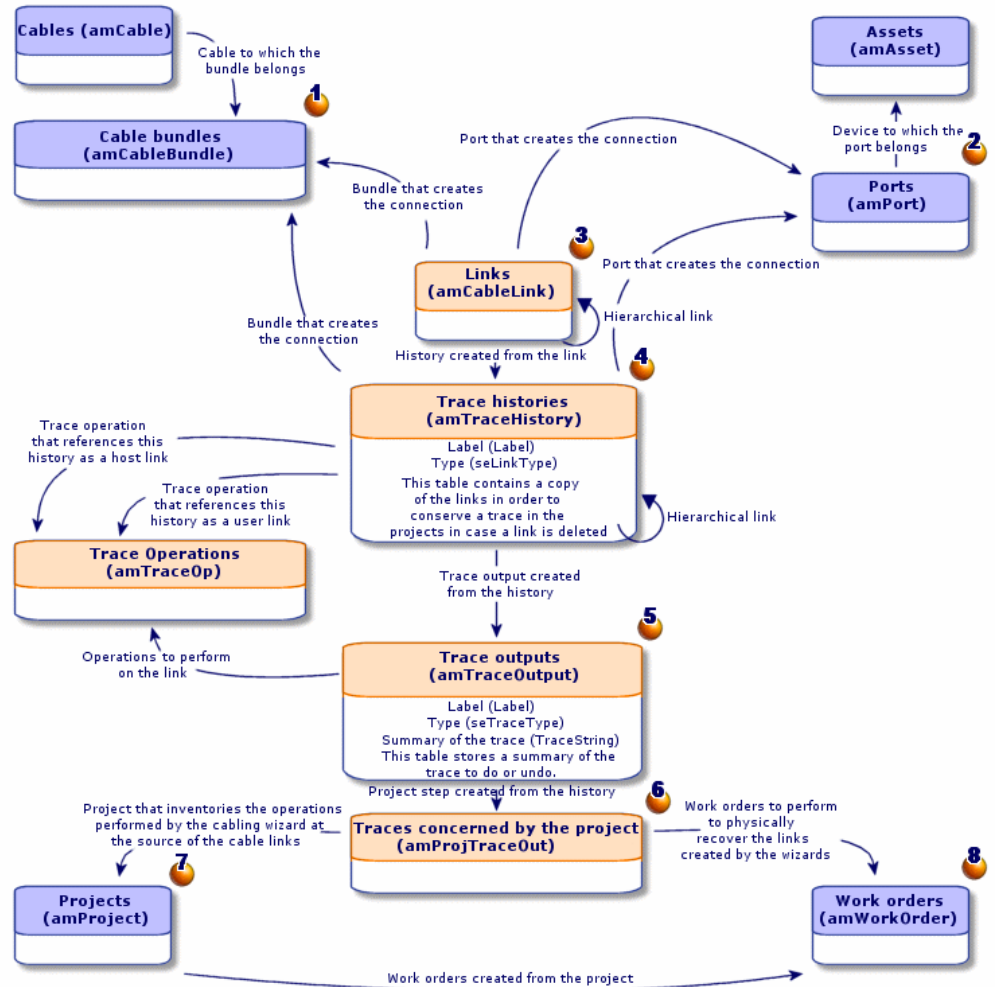 Cables (amCable)
Cable to which the
bundle belongs
1
Cable bundles
(amCableBundle)
Assets
(amAsset)
Device to which the
port belongs
2
Ports
(amPort)
Port that creates the connection
Bundle that creates
the connection
3
Links
(amCableLink)
Hierarchical link
Port that creates the connection
Bundle that creates
the connection
History created from the link
4
Trace histories
(amTraceHistory)
Label (Label)
Type (seLinkType)
This table contains a copy
of the links in order to
conserve a trace in the
projects in case a link is deleted
Hierarchical link
Trace operation
that references this
history as a host link
Trace operation
that references this
history as a user link
Trace Operations
(amTraceOp)
Trace output created
from the history
Operations to perform
on the link
5
Trace outputs
(amTraceOutput)
Label (Label)
Type (seTraceType)
Summary of the trace (TraceString)
This table stores a summary of the
trace to do or undo.
Project step created from the history
6
Traces concerned by the project
(amProjTraceOut)
Project that inventories the operations
performed by the cabling wizard at
the source of the cable links
Work orders to perform
to physically
recover the links
created by the wizards
7
Projects
(amProject)
8
Work orders
(amWorkOrder)
Work orders created from the project